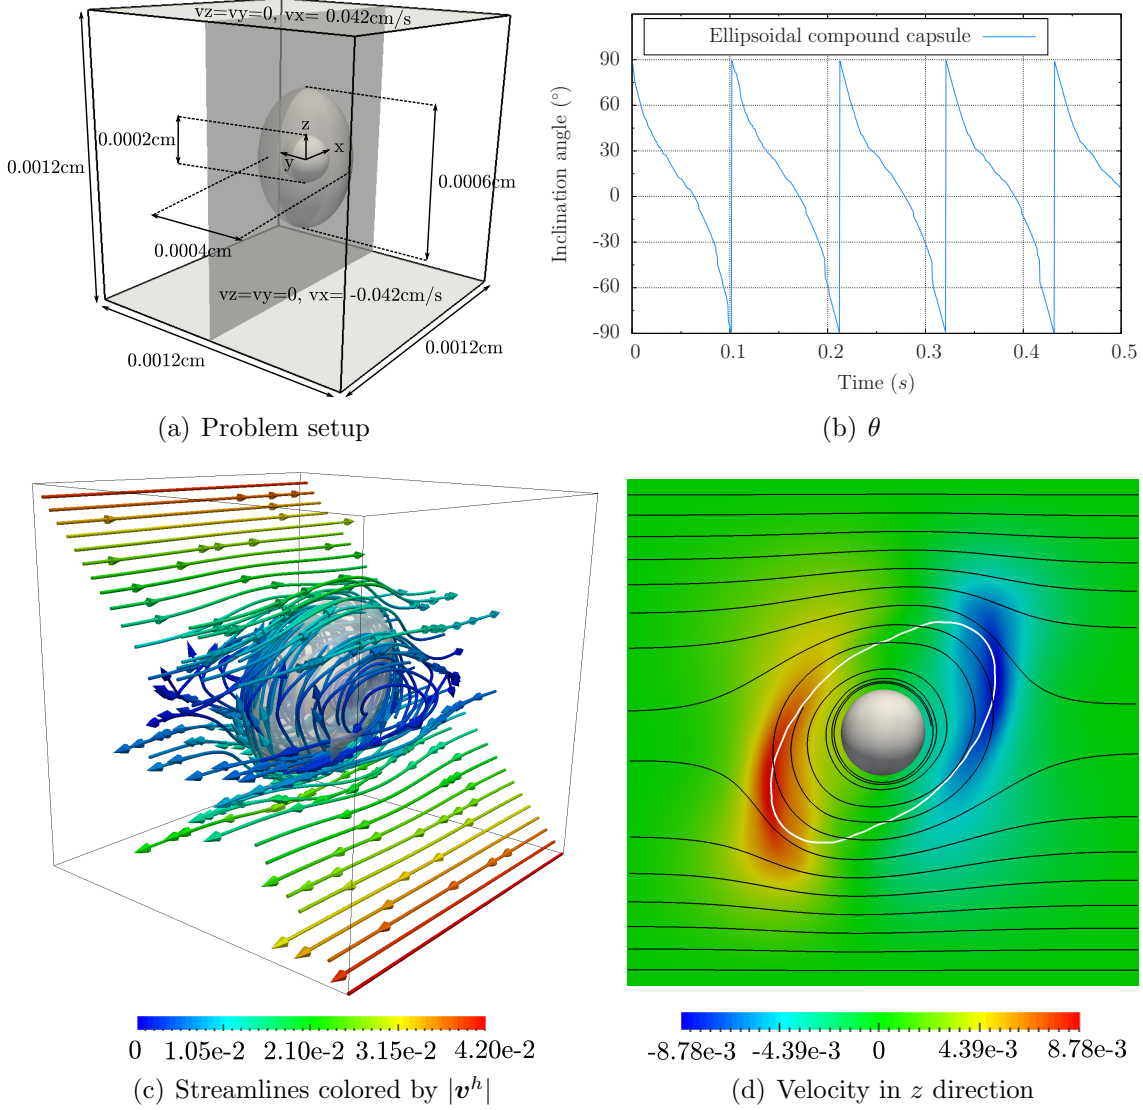 vz=vy=0, vx= 0.042cm/s
0.0002cm
z
x
y
0.0012cm
0.0006cm
0.0004cm
vz=vy=0, vx= -0.042cm/s
0.0012cm
0.0012cm
(a) Problem setup
Ellipsoidal compound capsule
90
60
30
0
-30
-60
-90
Inclination angle (°)
0 0.1 0.2 0.3 0.4 0.5
Time (s)
(b) θ
0 1.05e-2 2.10e-2 3.15e-2 4.20e-2
(c) Streamlines colored by |𝒗ʰ|
-8.78e-3 -4.39e-3 0 4.39e-3 8.78e-3
(d) Velocity in z direction